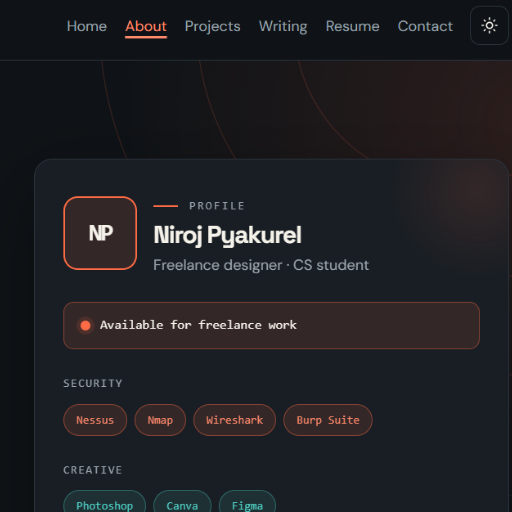 Home About Projects Writing Resume Contact
NP
PROFILE
Niroj Pyakurel
Freelance designer · CS student
Available for freelance work
SECURITY
Nessus Nmap Wireshark Burp Suite
CREATIVE
Photoshop Canva Figma